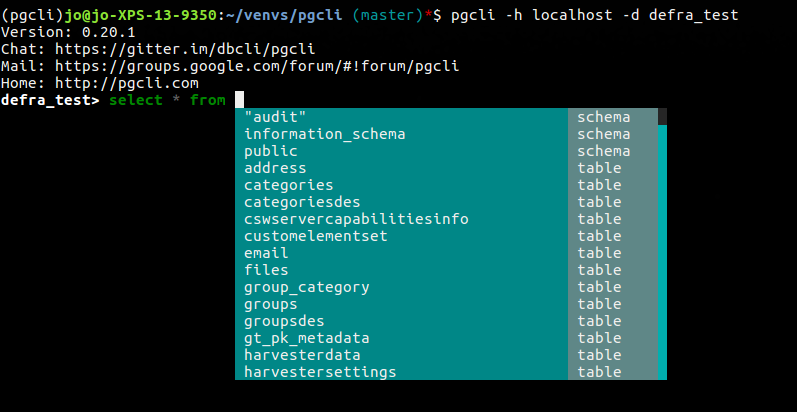 (pgcli)jo@jo-XPS-13-9350:~/venvs/pgcli (master)*$ pgcli -h localhost -d defra_test
Version: 0.20.1
Chat: https://gitter.im/dbcli/pgcli
Mail: https://groups.google.com/forum/#!forum/pgcli
Home: http://pgcli.com
defra_test> select * from
"audit" schema
information_schema schema
public schema
address table
categories table
categoriesdes table
cswservercapabilitiesinfo table
customelementset table
email table
files table
group_category table
groups table
groupsdes table
gt_pk_metadata table
harvesterdata table
harvestersettings table